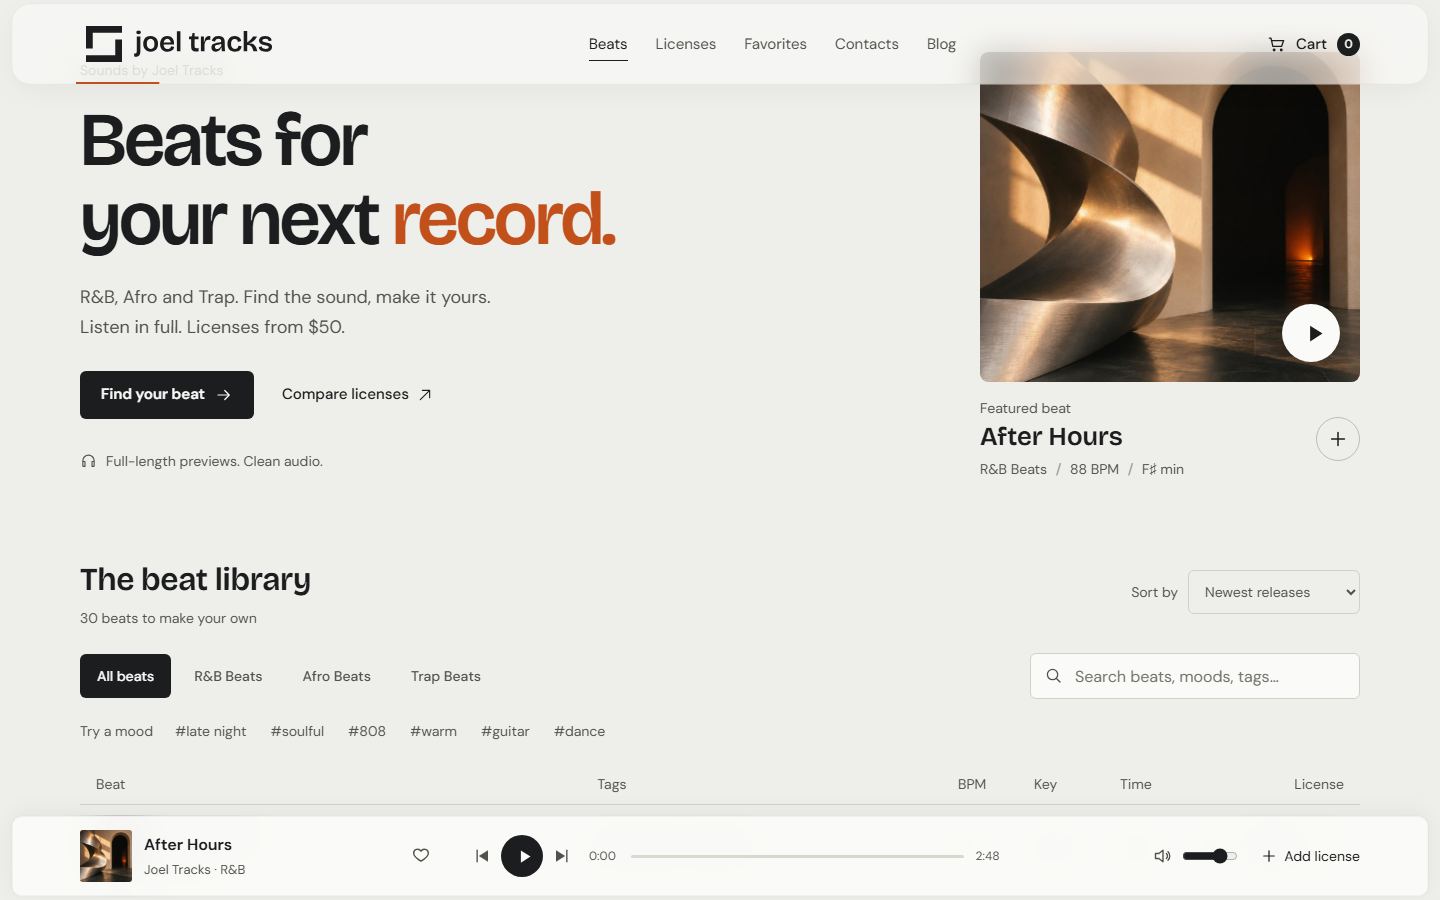 joel tracks
Beats
Licenses
Favorites
Contacts
Blog
Cart
0
Sounds by Joel Tracks
Beats for
your next record.
R&B, Afro and Trap. Find the sound, make it yours.
Listen in full. Licenses from $50.
Find your beat
Compare licenses
Full-length previews. Clean audio.
Featured beat
After Hours
R&B Beats / 88 BPM / F♯ min
The beat library
30 beats to make your own
Sort by
Newest releases
All beats
R&B Beats
Afro Beats
Trap Beats
Search beats, moods, tags...
Try a mood
#late night
#soulful
#808
#warm
#guitar
#dance
Beat
Tags
BPM
Key
Time
License
After Hours
Joel Tracks · R&B
0:00
2:48
Add license